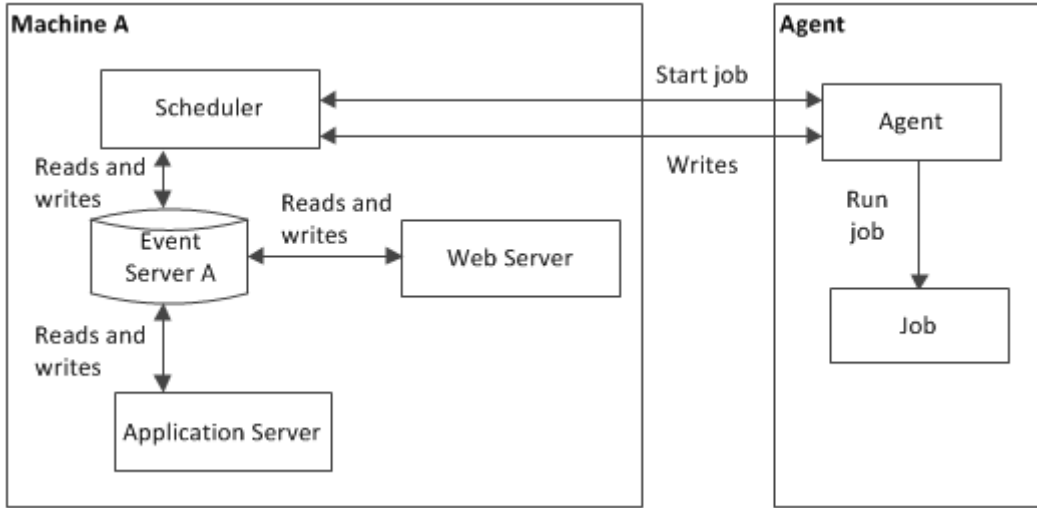 Machine A
Agent
Start job
Scheduler
Agent
Reads and
writes
Writes
Reads and
writes
Run
job
Event
Server A
Web Server
Job
Reads and
writes
Application Server